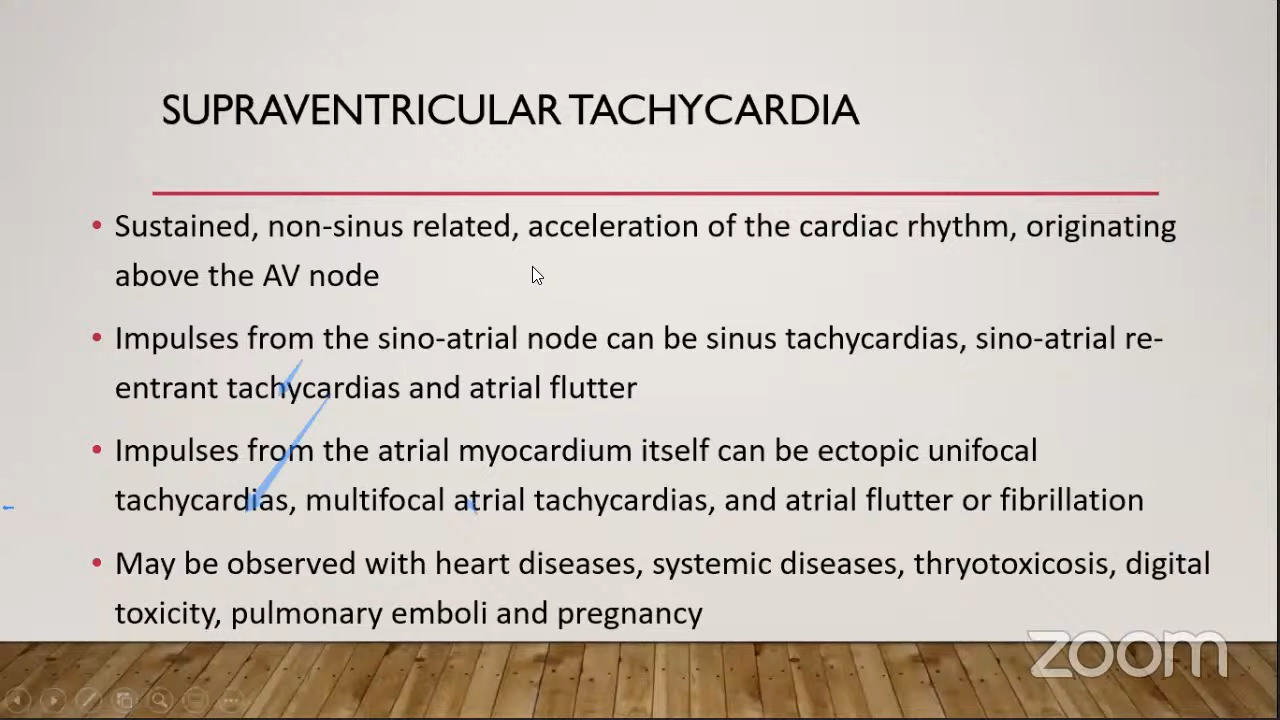 SUPRAVENTRICULAR TACHYCARDIA
• Sustained, non-sinus related, acceleration of the cardiac rhythm, originating
above the AV node
• Impulses from the sino-atrial node can be sinus tachycardias, sino-atrial re-
entrant tachycardias and atrial flutter
• Impulses from the atrial myocardium itself can be ectopic unifocal
tachycardias, multifocal atrial tachycardias, and atrial flutter or fibrillation
• May be observed with heart diseases, systemic diseases, thryotoxicosis, digital
toxicity, pulmonary emboli and pregnancy
zoom